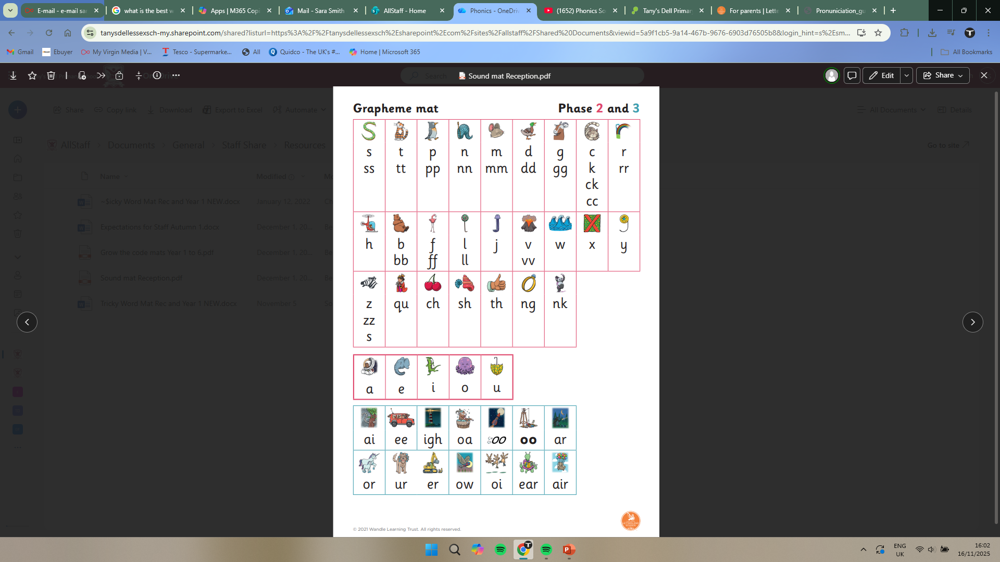 E-mail - e-mail sa
what is the best w
Apps | M365 Copi
Mail - Sara Smith
AllStaff - Home
Phonics - OneDriv
(1652) Phonics So
Tany's Dell Primar
For parents | Lette
Pronuniciation_gu
tanysdellessexsch-my.sharepoint.com/shared?listurl=https%3A%2F%2Ftanysdellessexsch%2Esharepoint%2Ecom%2Fsites%2Fallstaff%2FShared%20Documents&viewid=5a9f1cb5-9a14-467b-9676-6903d76505b8&login_hint=s%2Esm...
Gmail
Ebuyer
My Virgin Media | V...
Tesco - Supermarke...
All
Quidco - The UK's #...
Home | Microsoft 365
All Bookmarks
Search
Sound mat Reception.pdf
Edit
Share
Share
Copy link
Download
Export to Excel
Automate
All Documents
Details
AllStaff > Documents > General > Staff Share > Resources
Go to site
Name
Modified
~$icky Word Mat Rec and Year 1 NEW.docx January 12, 2022
Expectations for Staff Autumn 1.docx December 1, 20...
Grow the code mats Year 1 to 6.pdf December 1, 20...
Sound mat Reception.pdf December 1, 20...
Tricky Word Mat Rec and Year 1 NEW.docx November 5
Grapheme mat Phase 2 and 3
s t p n m d g c r
ss tt pp nn mm dd gg k rr
ck
cc
h b f l j v w x y
bb ff ll vv
z qu ch sh th ng nk
zz
s
a e i o u
ai ee igh oa oo oo ar
or ur er ow oi ear air
© 2021 Wandle Learning Trust. All rights reserved.
ENG
UK
16:02
16/11/2025